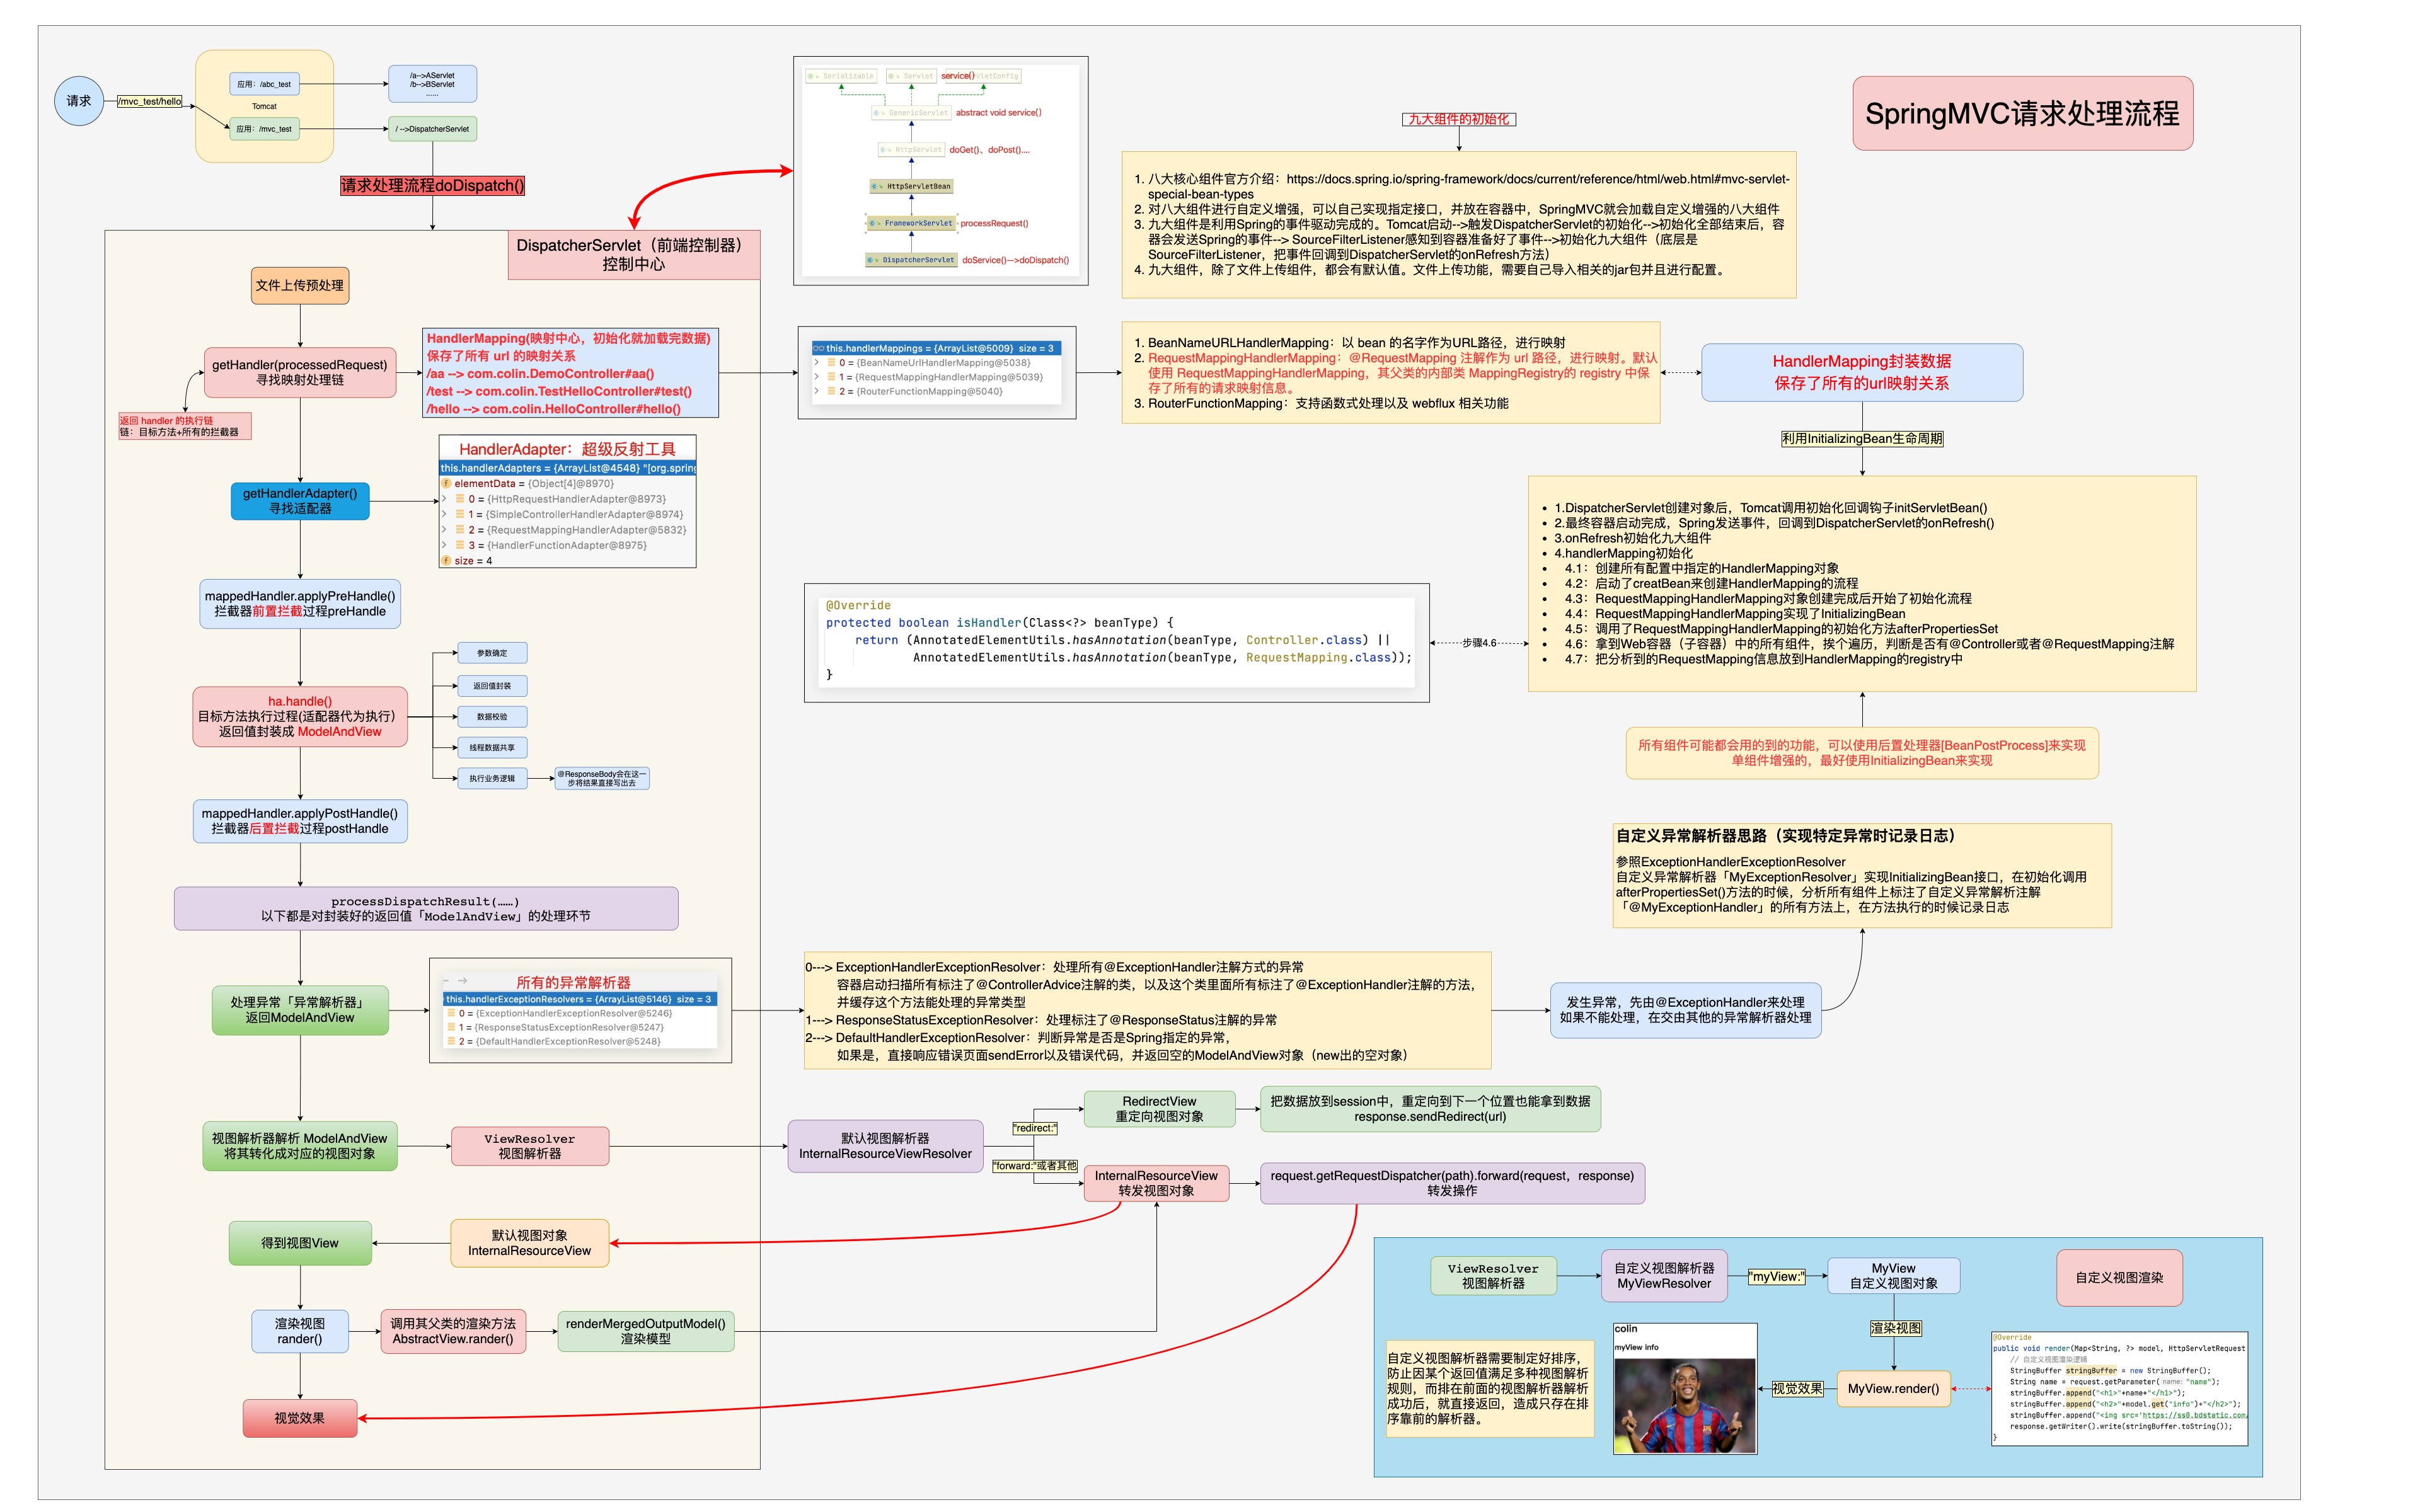 SpringMVC请求处理流程
请求
/mvc_test/hello
应用：/abc_test
Tomcat
应用：/mvc_test
/a-->AServlet
/b-->BServlet
......
/ -->DispatcherServlet
请求处理流程doDispatch()
DispatcherServlet（前端控制器）
控制中心
Serializable
Servlet
service()
vletConfig
GenericServlet
abstract void service()
HttpServlet
doGet()、doPost()....
HttpServletBean
FrameworkServlet
processRequest()
DispatcherServlet
doService()—>doDispatch()
九大组件的初始化
1. 八大核心组件官方介绍：https://docs.spring.io/spring-framework/docs/current/reference/html/web.html#mvc-servlet-
special-bean-types
2. 对八大组件进行自定义增强，可以自己实现指定接口，并放在容器中，SpringMVC就会加载自定义增强的八大组件
3. 九大组件是利用Spring的事件驱动完成的。Tomcat启动-->触发DispatcherServlet的初始化-->初始化全部结束后，容
器会发送Spring的事件--> SourceFilterListener感知到容器准备好了事件-->初始化九大组件（底层是
SourceFilterListener，把事件回调到DispatcherServlet的onRefresh方法）
4. 九大组件，除了文件上传组件，都会有默认值。文件上传功能，需要自己导入相关的jar包并且进行配置。
文件上传预处理
getHandler(processedRequest)
寻找映射处理链
返回 handler 的执行链
链：目标方法+所有的拦截器
HandlerMapping(映射中心，初始化就加载完数据)
保存了所有 url 的映射关系
/aa --> com.colin.DemoController#aa()
/test --> com.colin.TestHelloController#test()
/hello --> com.colin.HelloController#hello()
this.handlerMappings = {ArrayList@5009} size = 3
0 = {BeanNameUrlHandlerMapping@5038}
1 = {RequestMappingHandlerMapping@5039}
2 = {RouterFunctionMapping@5040}
1. BeanNameURLHandlerMapping：以 bean 的名字作为URL路径，进行映射
2. RequestMappingHandlerMapping：@RequestMapping 注解作为 url 路径，进行映射。默认
使用 RequestMappingHandlerMapping，其父类的内部类 MappingRegistry的 registry 中保
存了所有的请求映射信息。
3. RouterFunctionMapping：支持函数式处理以及 webflux 相关功能
HandlerMapping封装数据
保存了所有的url映射关系
利用InitializingBean生命周期
• 1.DispatcherServlet创建对象后，Tomcat调用初始化回调钩子initServletBean()
• 2.最终容器启动完成，Spring发送事件，回调到DispatcherServlet的onRefresh()
• 3.onRefresh初始化九大组件
• 4.handlerMapping初始化
• 4.1：创建所有配置中指定的HandlerMapping对象
• 4.2：启动了creatBean来创建HandlerMapping的流程
• 4.3：RequestMappingHandlerMapping对象创建完成后开始了初始化流程
• 4.4：RequestMappingHandlerMapping实现了InitializingBean
• 4.5：调用了RequestMappingHandlerMapping的初始化方法afterPropertiesSet
• 4.6：拿到Web容器（子容器）中的所有组件，挨个遍历，判断是否有@Controller或者@RequestMapping注解
• 4.7：把分析到的RequestMapping信息放到HandlerMapping的registry中
步骤4.6
@Override
protected boolean isHandler(Class<?> beanType) {
return (AnnotatedElementUtils.hasAnnotation(beanType, Controller.class) ||
AnnotatedElementUtils.hasAnnotation(beanType, RequestMapping.class));
}
所有组件可能都会用的到的功能，可以使用后置处理器[BeanPostProcess]来实现
单组件增强的，最好使用InitializingBean来实现
getHandlerAdapter()
寻找适配器
HandlerAdapter：超级反射工具
this.handlerAdapters = {ArrayList@4548} "[org.spring
elementData = {Object[4]@8970}
0 = {HttpRequestHandlerAdapter@8973}
1 = {SimpleControllerHandlerAdapter@8974}
2 = {RequestMappingHandlerAdapter@5832}
3 = {HandlerFunctionAdapter@8975}
size = 4
mappedHandler.applyPreHandle()
拦截器前置拦截过程preHandle
ha.handle()
目标方法执行过程(适配器代为执行)
返回值封装成 ModelAndView
参数确定
返回值封装
数据校验
线程数据共享
执行业务逻辑
@ResponseBody会在这一
步将结果直接写出去
mappedHandler.applyPostHandle()
拦截器后置拦截过程postHandle
processDispatchResult(……)
以下都是对封装好的返回值「ModelAndView」的处理环节
处理异常「异常解析器」
返回ModelAndView
所有的异常解析器
this.handlerExceptionResolvers = {ArrayList@5146} size = 3
0 = {ExceptionHandlerExceptionResolver@5246}
1 = {ResponseStatusExceptionResolver@5247}
2 = {DefaultHandlerExceptionResolver@5248}
0---> ExceptionHandlerExceptionResolver：处理所有@ExceptionHandler注解方式的异常
容器启动扫描所有标注了@ControllerAdvice注解的类，以及这个类里面所有标注了@ExceptionHandler注解的方法，
并缓存这个方法能处理的异常类型
1---> ResponseStatusExceptionResolver：处理标注了@ResponseStatus注解的异常
2---> DefaultHandlerExceptionResolver：判断异常是否是Spring指定的异常，
如果是，直接响应错误页面sendError以及错误代码，并返回空的ModelAndView对象（new出的空对象）
发生异常，先由@ExceptionHandler来处理
如果不能处理，在交由其他的异常解析器处理
自定义异常解析器思路（实现特定异常时记录日志）
参照ExceptionHandlerExceptionResolver
自定义异常解析器「MyExceptionResolver」实现InitializingBean接口，在初始化调用
afterPropertiesSet()方法的时候，分析所有组件上标注了自定义异常解析注解
「@MyExceptionHandler」的所有方法上，在方法执行的时候记录日志
视图解析器解析 ModelAndView
将其转化成对应的视图对象
ViewResolver
视图解析器
默认视图解析器
InternalResourceViewResolver
"redirect:"
"forward:"或者其他
RedirectView
重定向视图对象
把数据放到session中，重定向到下一个位置也能拿到数据
response.sendRedirect(url)
InternalResourceView
转发视图对象
request.getRequestDispatcher(path).forward(request，response)
转发操作
得到视图View
默认视图对象
InternalResourceView
渲染视图
rander()
调用其父类的渲染方法
AbstractView.rander()
renderMergedOutputModel()
渲染模型
视觉效果
ViewResolver
视图解析器
自定义视图解析器
MyViewResolver
"myView:"
MyView
自定义视图对象
自定义视图渲染
渲染视图
MyView.render()
视觉效果
自定义视图解析器需要制定好排序，
防止因某个返回值满足多种视图解析
规则，而排在前面的视图解析器解析
成功后，就直接返回，造成只存在排
序靠前的解析器。
colin
myView info
@Override
public void render(Map<String, ?> model, HttpServletRequest
// 自定义视图渲染逻辑
StringBuffer stringBuffer = new StringBuffer();
String name = request.getParameter( name: "name");
stringBuffer.append("<h1>"+name+"</h1>");
stringBuffer.append("<h2>"+model.get("info")+"</h2>");
stringBuffer.append("<img src='https://ss0.bdstatic.com/
response.getWriter().write(stringBuffer.toString());
}